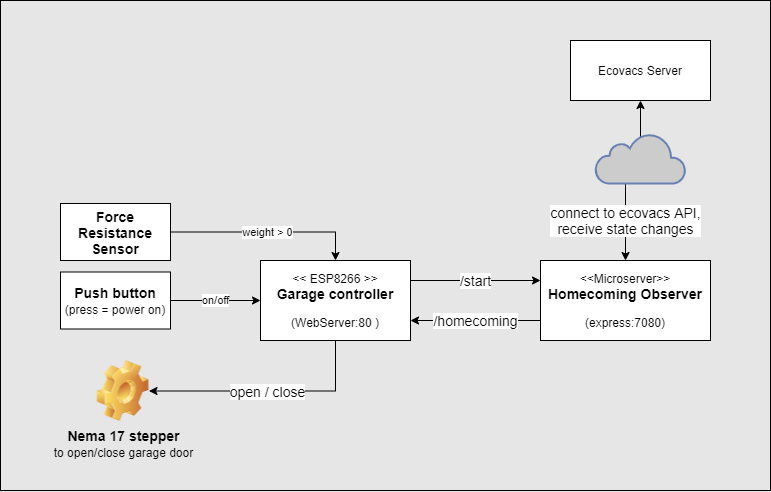 Ecovacs Server
connect to ecovacs API,
receive state changes
Force
Resistance
Sensor
weight > 0
Push button
(press = power on)
on/off
<< ESP8266 >>
Garage controller
(WebServer:80 )
/start
/homecoming
<<Microserver>>
Homecoming Observer
(express:7080)
open / close
Nema 17 stepper
to open/close garage door